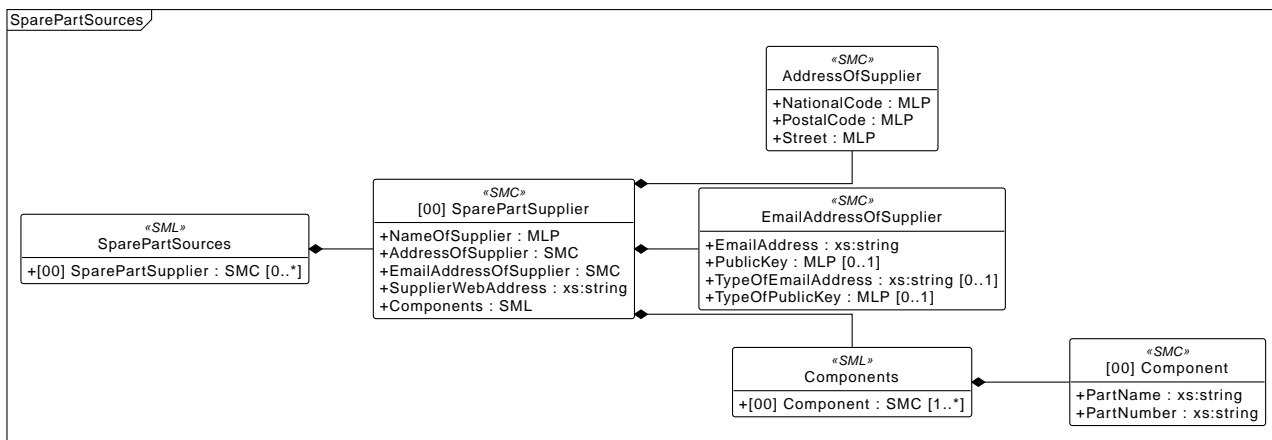 SparePartSources
«SMC»
AddressOfSupplier
+NationalCode : MLP
+PostalCode : MLP
+Street : MLP
«SML»
SparePartSources
+[00] SparePartSupplier : SMC [0..*]
«SMC»
[00] SparePartSupplier
+NameOfSupplier : MLP
+AddressOfSupplier : SMC
+EmailAddressOfSupplier : SMC
+SupplierWebAddress : xs:string
+Components : SML
«SMC»
EmailAddressOfSupplier
+EmailAddress : xs:string
+PublicKey : MLP [0..1]
+TypeOfEmailAddress : xs:string [0..1]
+TypeOfPublicKey : MLP [0..1]
«SML»
Components
+[00] Component : SMC [1..*]
«SMC»
[00] Component
+PartName : xs:string
+PartNumber : xs:string